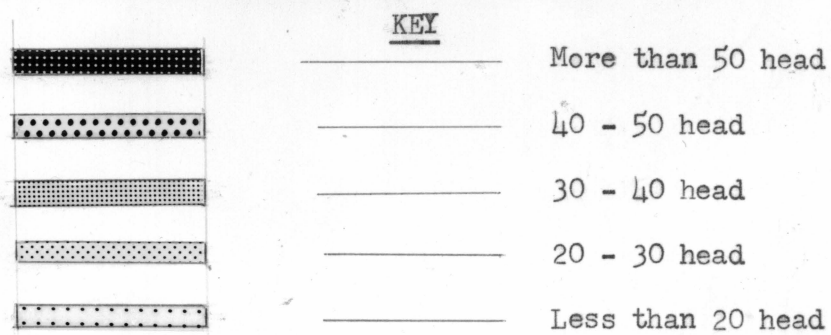 KEY
More than 50 head
40 - 50 head
30 - 40 head
20 - 30 head
Less than 20 head